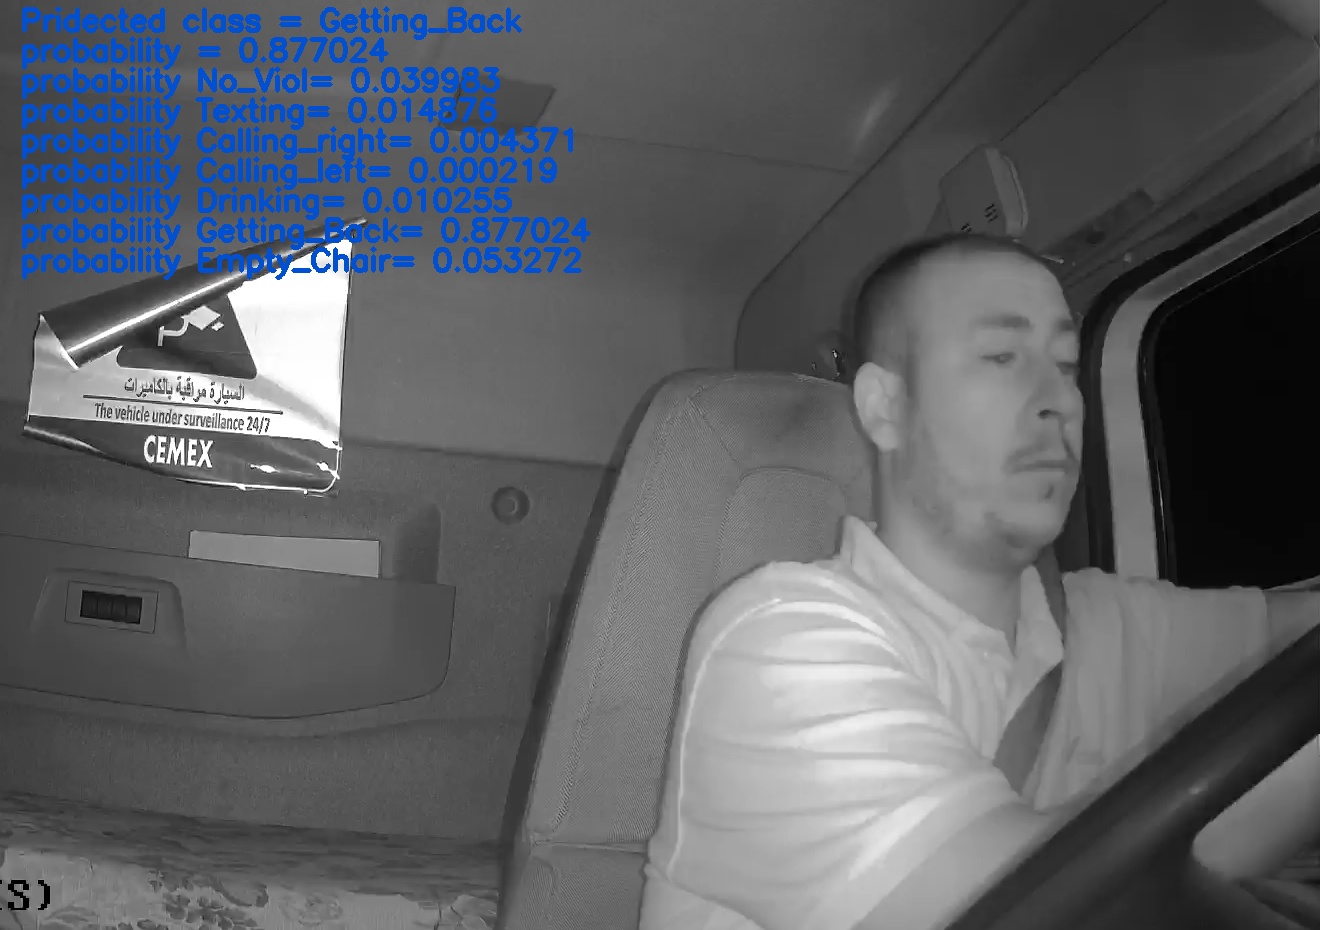 Pridected class = Getting_Back
probability = 0.877024
probability No_Viol= 0.039983
probability Texting= 0.014876
probability Calling_right= 0.004371
probability Calling_left= 0.000219
probability Drinking= 0.010255
probability Getting_Back= 0.877024
probability Empty_Chair= 0.053272
السيارة مراقبة بالكاميرات
The vehicle under surveillance 24/7
CEMEX
S)